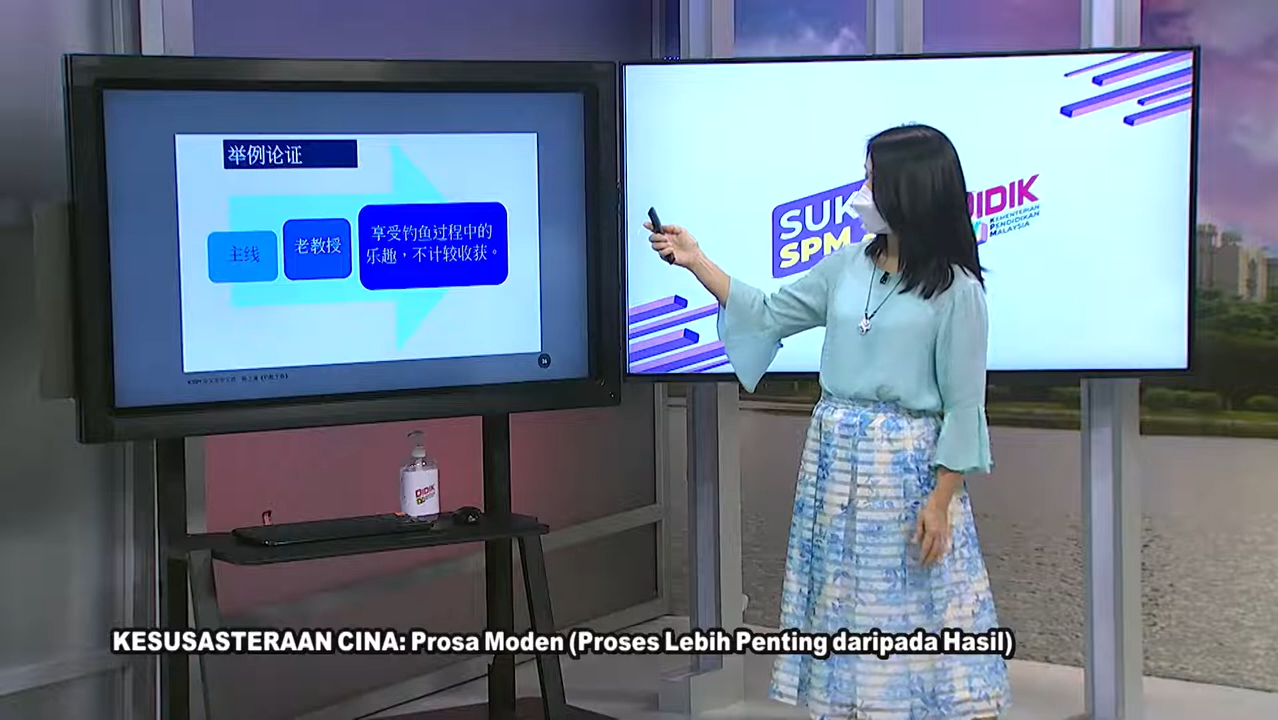 举例论证
主线
老教授
享受钓鱼过程中的
乐趣，不计较收获。
SUK
SPM
DIDIK
KEMENTERIAN
PENDIDIKAN
MALAYSIA
DIDIK
KESUSASTERAAN CINA: Prosa Moden (Proses Lebih Penting daripada Hasil)